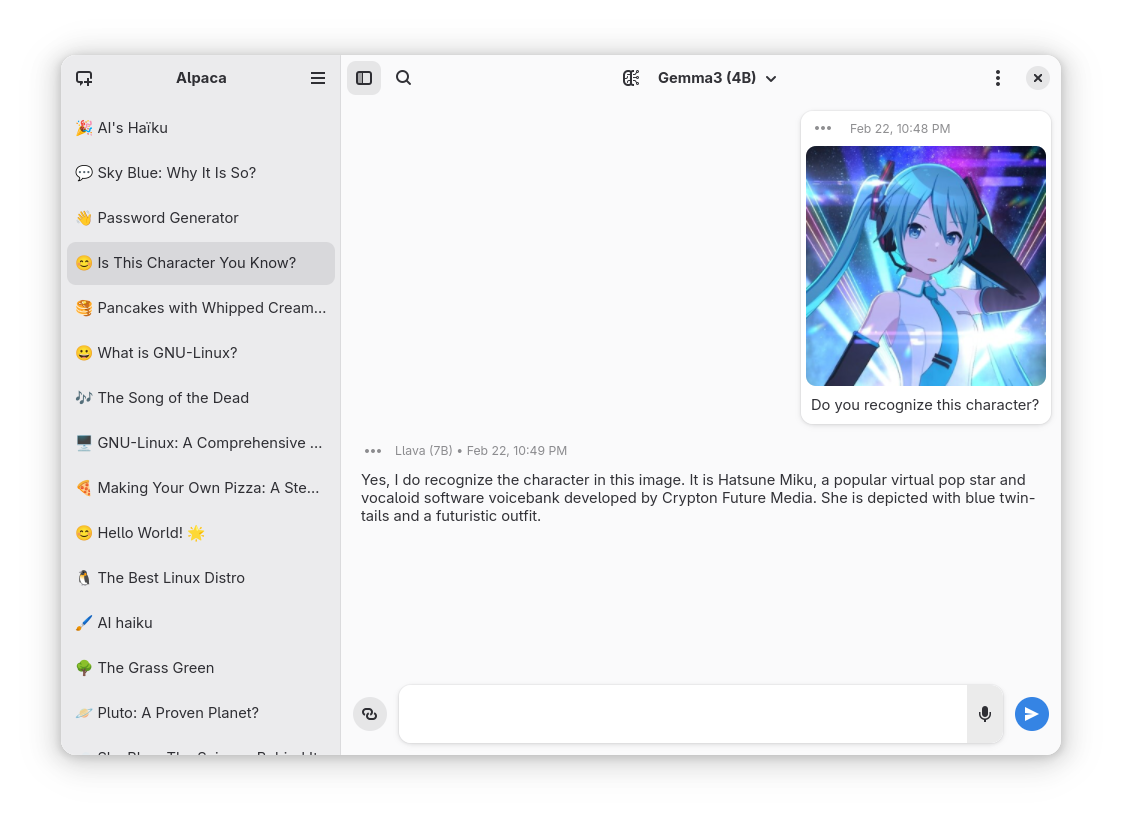 Alpaca
🎉 AI's Haïku
💬 Sky Blue: Why It Is So?
👋 Password Generator
😊 Is This Character You Know?
🥞 Pancakes with Whipped Cream...
😀 What is GNU-Linux?
🎶 The Song of the Dead
🖥️ GNU-Linux: A Comprehensive ...
🍕 Making Your Own Pizza: A Ste...
😊 Hello World! 🌟
🐧 The Best Linux Distro
🖌️ AI haiku
🌳 The Grass Green
🪐 Pluto: A Proven Planet?
Gemma3 (4B)
Feb 22, 10:48 PM
Do you recognize this character?
Llava (7B) • Feb 22, 10:49 PM
Yes, I do recognize the character in this image. It is Hatsune Miku, a popular virtual pop star and
vocaloid software voicebank developed by Crypton Future Media. She is depicted with blue twin-
tails and a futuristic outfit.